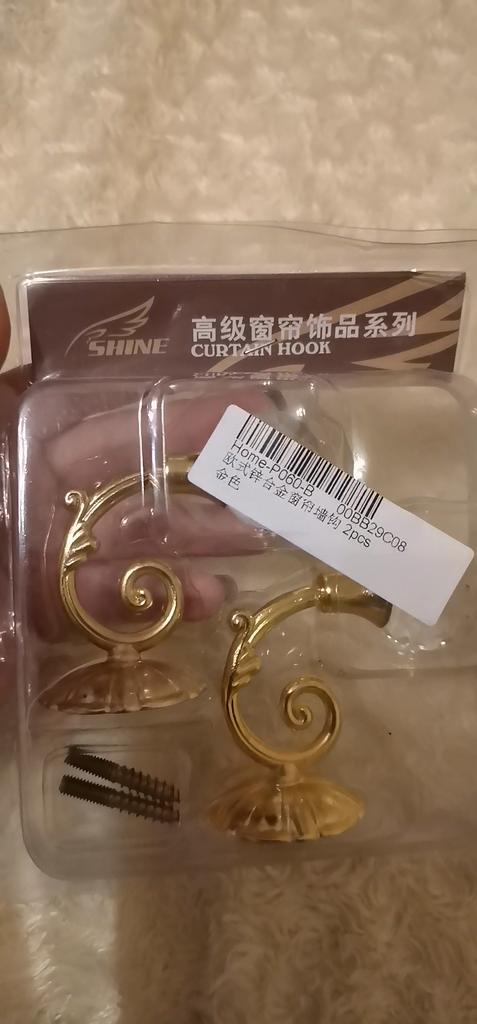 SHINE
高级窗帘饰品系列
CURTAIN HOOK
Home-P060-B 00BB29C08
欧式锌合金窗帘墙钩 2pcs
金色